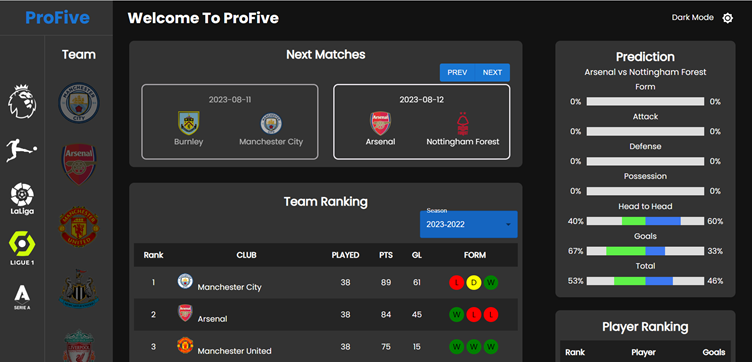 ProFive
Welcome To ProFive
Dark Mode
Team
LaLiga
LIGUE 1
SERIE A
Next Matches
PREV NEXT
2023-08-11
Burnley Manchester City
2023-08-12
Arsenal Nottingham Forest
Team Ranking
Season
2023-2022
Rank CLUB PLAYED PTS GL FORM
1 Manchester City 38 89 61 L D W
2 Arsenal 38 84 45 W L L
3 Manchester United 38 75 15 W W W
Prediction
Arsenal vs Nottingham Forest
Form
0% 0%
Attack
0% 0%
Defense
0% 0%
Possession
0% 0%
Head to Head
40% 60%
Goals
67% 33%
Total
53% 46%
Player Ranking
Rank Player Goals